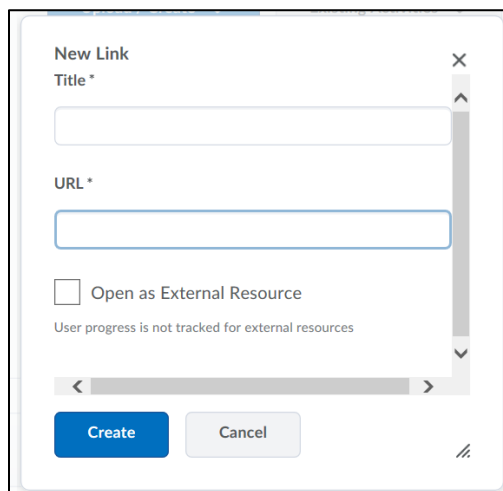 New Link
Title *
URL *
Open as External Resource
User progress is not tracked for external resources
Create
Cancel